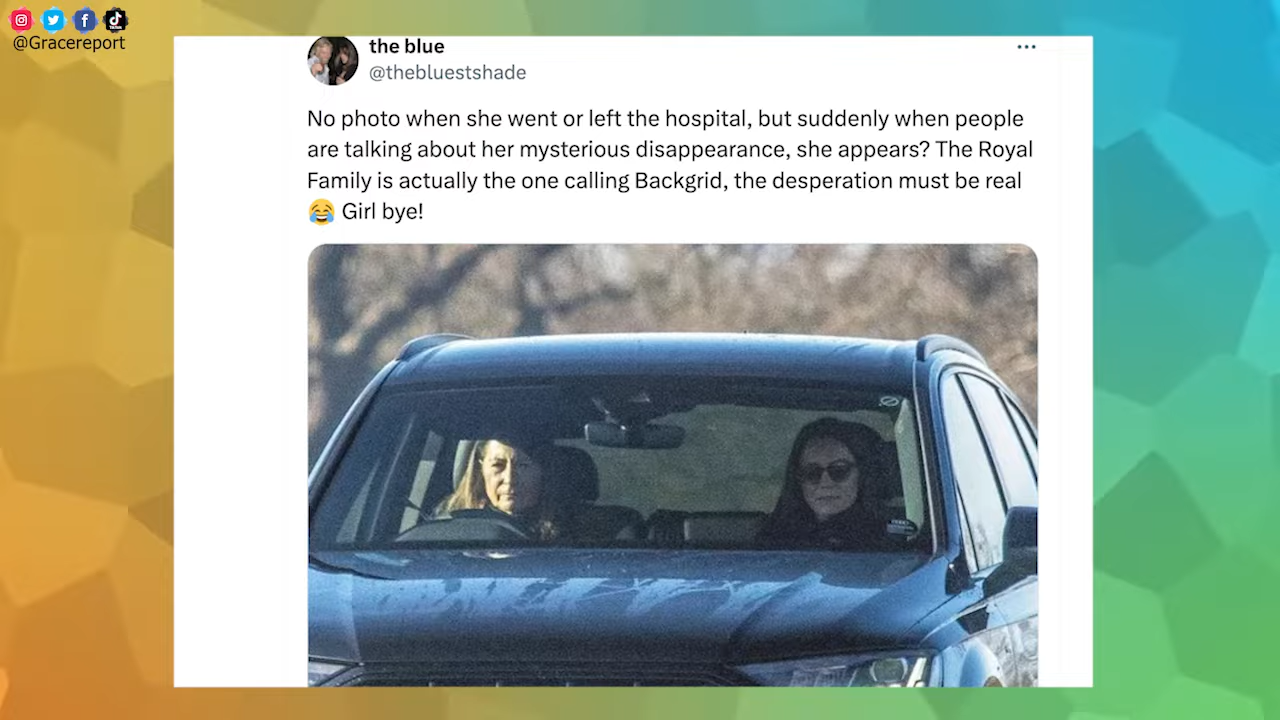 @Gracereport
the blue
@thebluestshade
No photo when she went or left the hospital, but suddenly when people
are talking about her mysterious disappearance, she appears? The Royal
Family is actually the one calling Backgrid, the desperation must be real
😂 Girl bye!